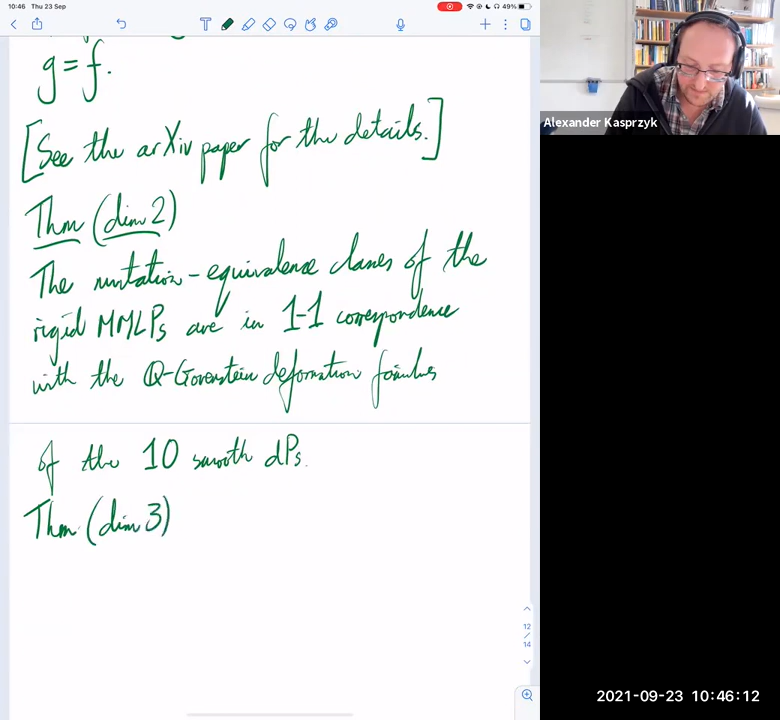 10:46 Thu 23 Sep
49%
g = f.
[See the arXiv paper for the details.]
Thm (dim 2)
The mutation-equivalence classes of the
rigid MMLPs are in 1-1 correspondence
with the Q-Gorenstein deformation families
of the 10 smooth dPs.
Thm. (dim 3)
12
/
14
Alexander Kasprzyk
2021-09-23 10:46:12